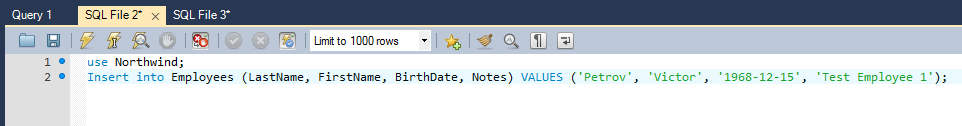 Query 1 SQL File 2* SQL File 3*
Limit to 1000 rows
1 use Northwind;
2 Insert into Employees (LastName, FirstName, BirthDate, Notes) VALUES ('Petrov', 'Victor', '1968-12-15', 'Test Employee 1');